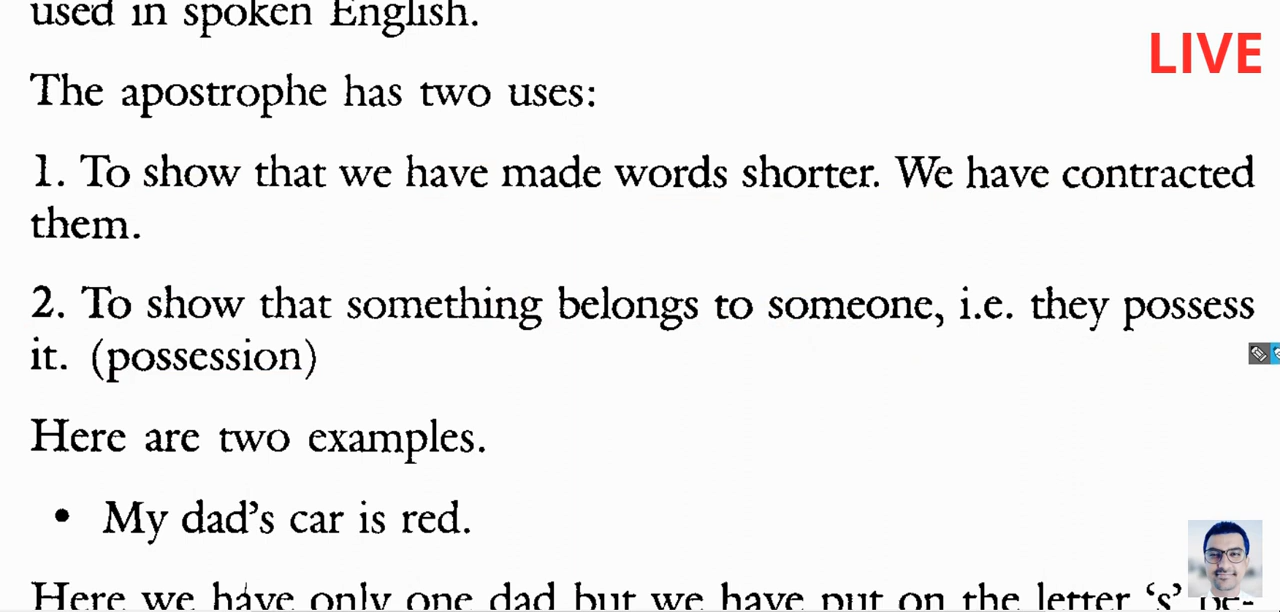 used in spoken English.
LIVE
The apostrophe has two uses:
1. To show that we have made words shorter. We have contracted
them.
2. To show that something belongs to someone, i.e. they possess
it. (possession)
Here are two examples.
• My dad’s car is red.
Here we have only one dad but we have put on the letter ‘s’ be-